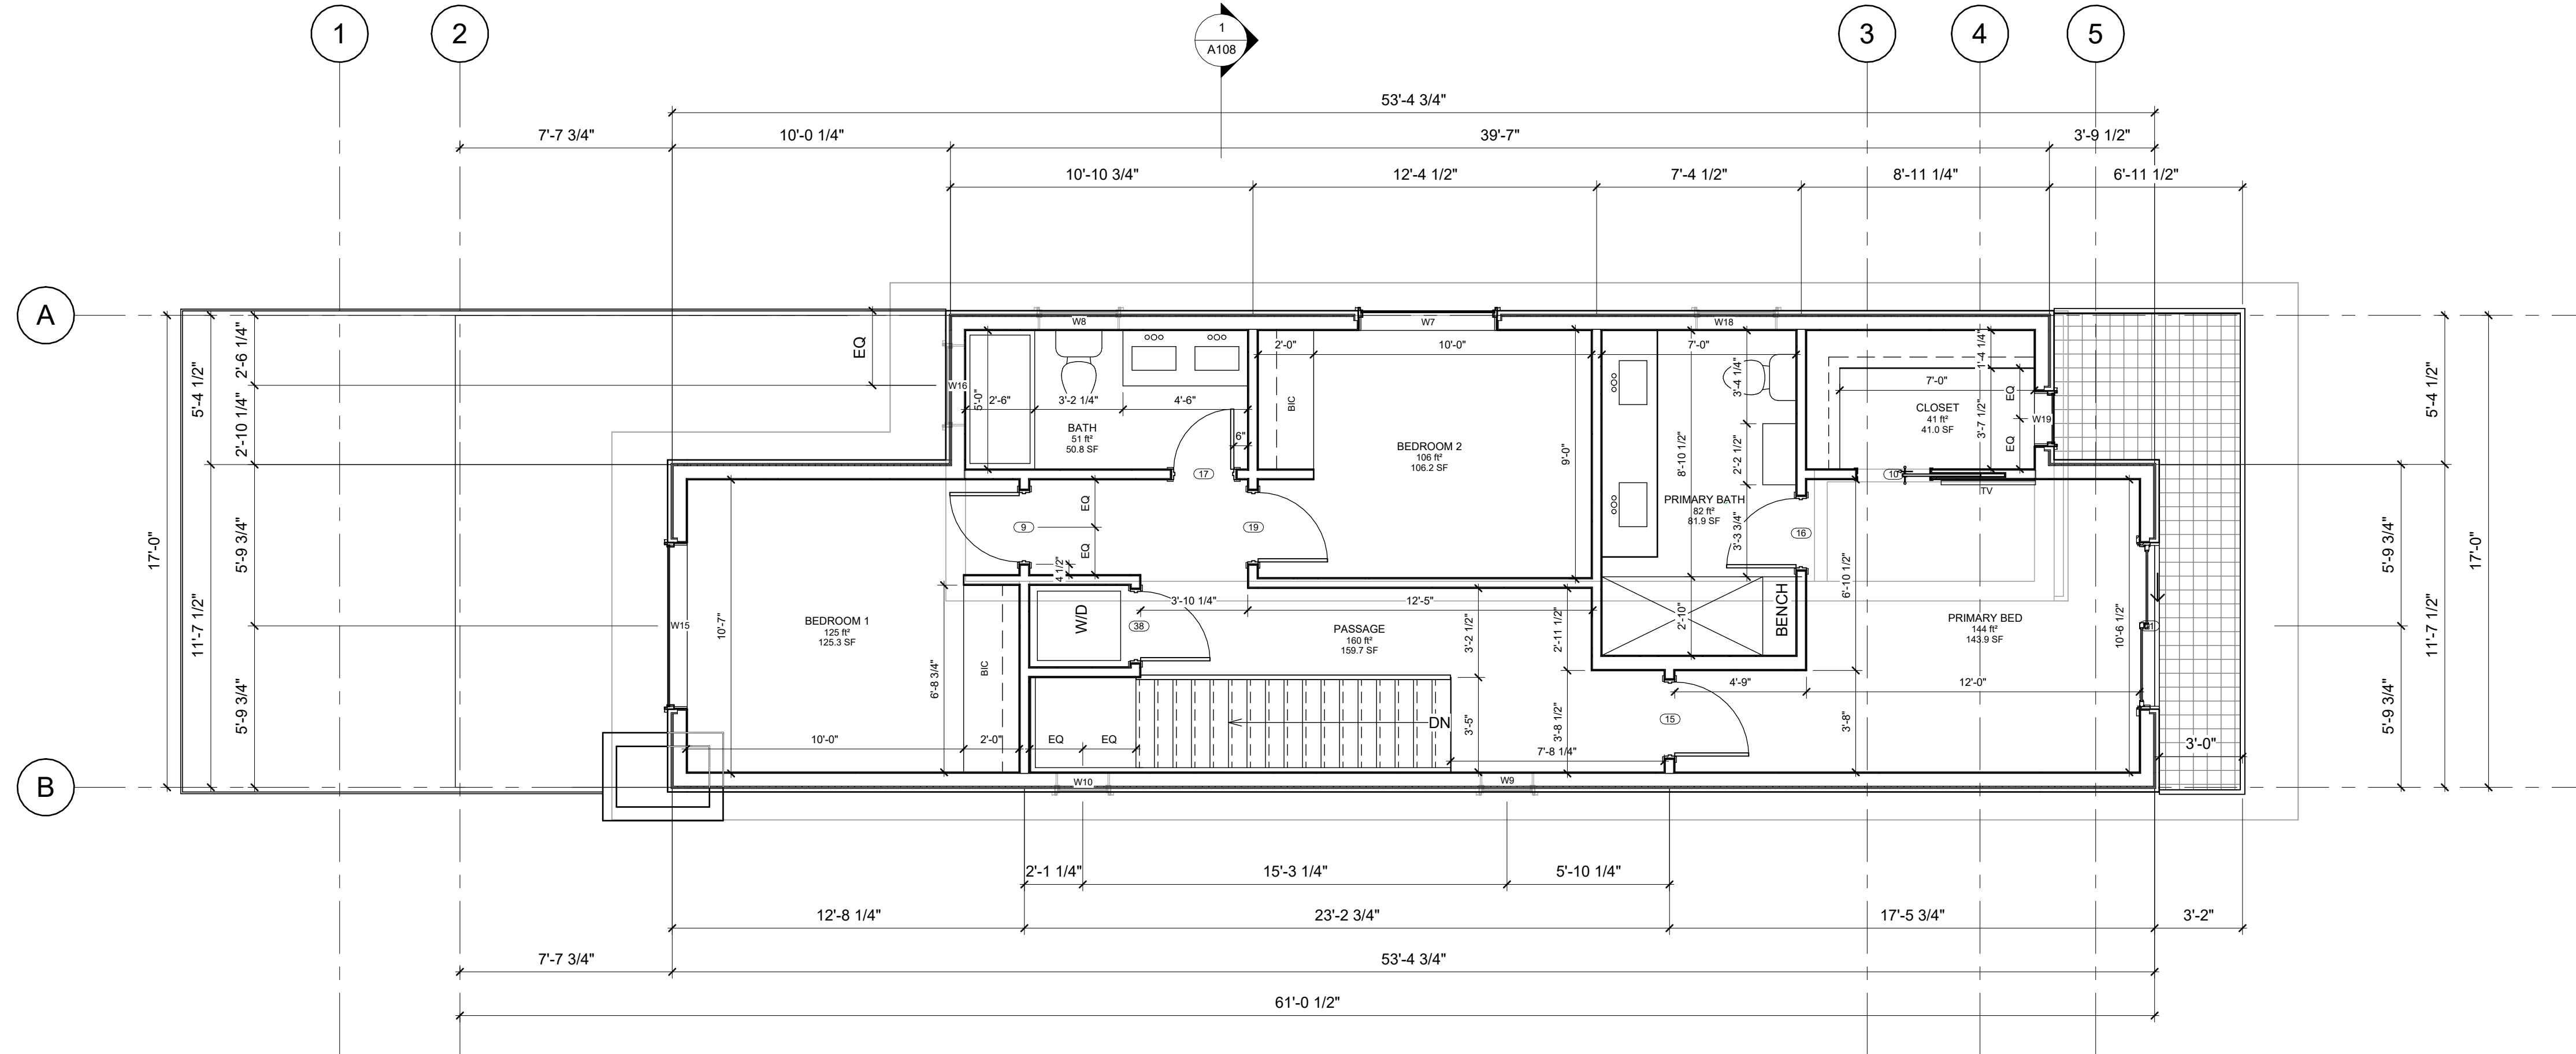 1
2
1
A108
3
4
5
53'-4 3/4"
7'-7 3/4"
10'-0 1/4"
39'-7"
3'-9 1/2"
10'-10 3/4"
12'-4 1/2"
7'-4 1/2"
8'-11 1/4"
6'-11 1/2"
A
B
17'-0"
5'-4 1/2"
11'-7 1/2"
2'-6 1/4"
2'-10 1/4"
5'-9 3/4"
5'-9 3/4"
EQ
W8
W7
W18
W16
5'-0"
2'-6"
3'-2 1/4"
4'-6"
BATH
51 ft²
50.8 SF
6"
17
2'-0"
BIC
10'-0"
BEDROOM 2
106 ft²
106.2 SF
9'-0"
7'-0"
3'-4 1/4"
8'-10 1/2"
2'-2 1/2"
PRIMARY BATH
82 ft²
81.9 SF
3'-3 3/4"
16
1'-4 1/4"
7'-0"
CLOSET
41 ft²
41.0 SF
3'-7 1/2"
EQ
EQ
W19
10
TV
9
EQ
EQ
4 1/2"
19
W15
10'-7"
BEDROOM 1
125 ft²
125.3 SF
6'-8 3/4"
BIC
10'-0"
2'-0"
W/D
38
3'-10 1/4"
12'-5"
PASSAGE
160 ft²
159.7 SF
3'-2 1/2"
2'-11 1/2"
2'-10"
BENCH
6'-10 1/2"
PRIMARY BED
144 ft²
143.9 SF
10'-6 1/2"
EQ
EQ
DN
3'-5"
3'-8 1/2"
7'-8 1/4"
15
4'-9"
12'-0"
3'-8"
3'-0"
W10
W9
5'-4 1/2"
5'-9 3/4"
11'-7 1/2"
17'-0"
5'-9 3/4"
2'-1 1/4"
15'-3 1/4"
5'-10 1/4"
12'-8 1/4"
23'-2 3/4"
17'-5 3/4"
3'-2"
7'-7 3/4"
53'-4 3/4"
61'-0 1/2"